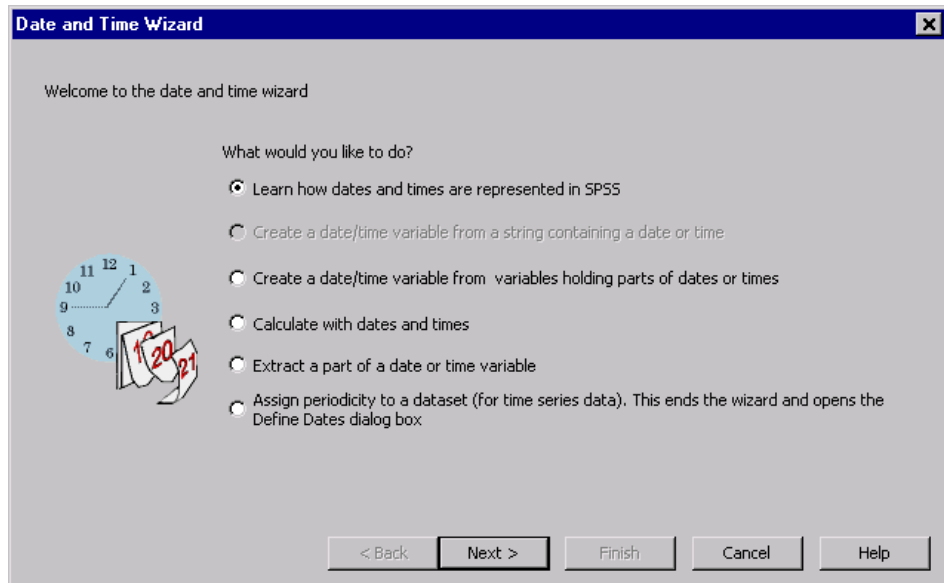 Date and Time Wizard
Welcome to the date and time wizard
What would you like to do?
Learn how dates and times are represented in SPSS
Create a date/time variable from a string containing a date or time
Create a date/time variable from variables holding parts of dates or times
Calculate with dates and times
Extract a part of a date or time variable
Assign periodicity to a dataset (for time series data). This ends the wizard and opens the
Define Dates dialog box
11 12 1
10 2
9 3
8
7 6
20 21
< Back Next > Finish Cancel Help